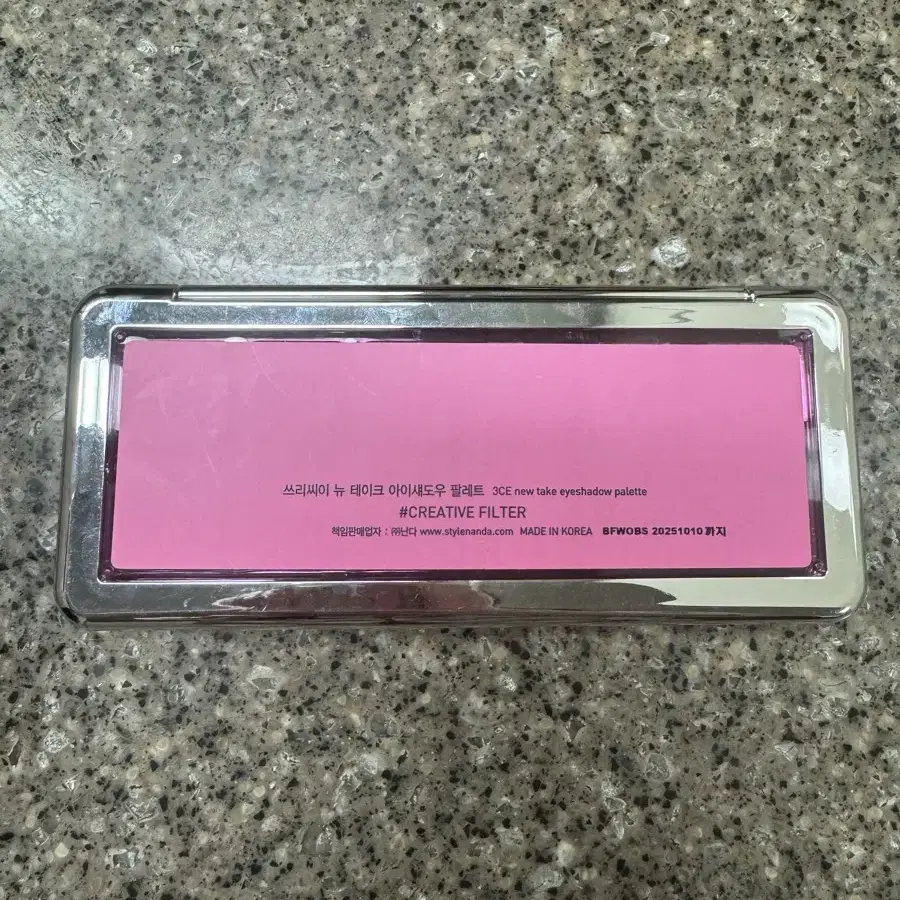 쓰리씨이 뉴 테이크 아이섀도우 팔레트 3CE new take eyeshadow palette
#CREATIVE FILTER
책임판매업자 : ㈜난다 www.stylenanda.com MADE IN KOREA BFWOBS 20251010 까지